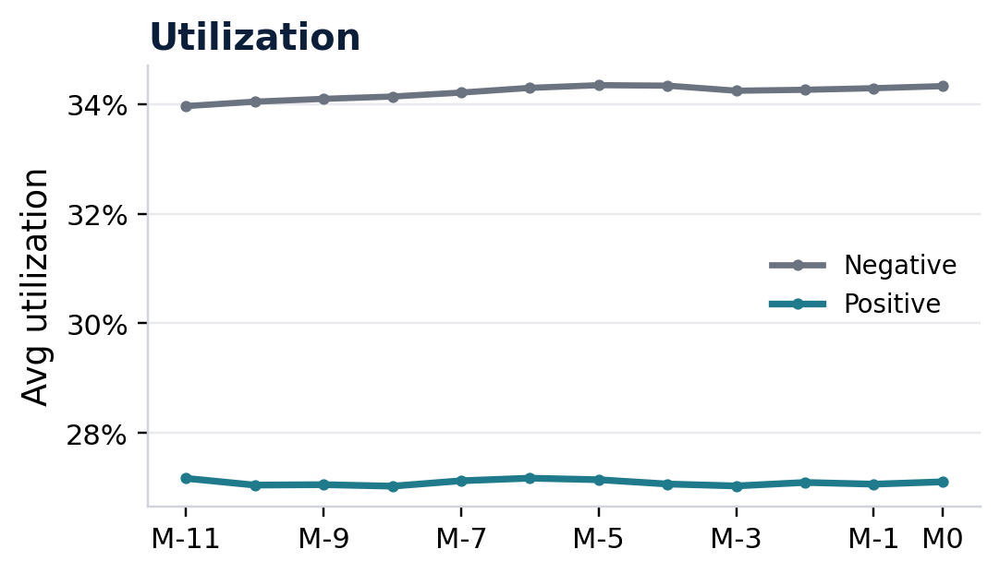 Utilization
Avg utilization
34%
32%
30%
28%
Negative
Positive
M-11 M-9 M-7 M-5 M-3 M-1 M0